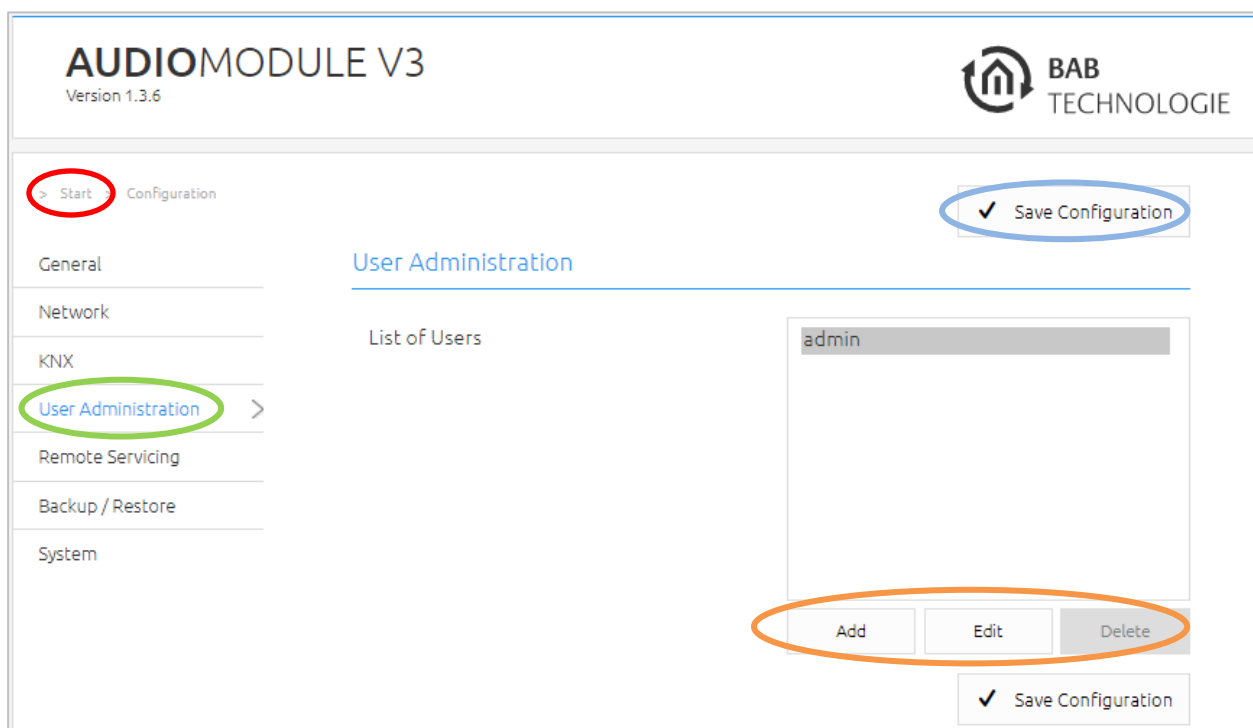 AUDIOMODULE V3
Version 1.3.6
BAB
TECHNOLOGIE
> Start > Configuration
✔ Save Configuration
General
Network
KNX
User Administration >
Remote Servicing
Backup / Restore
System
User Administration
List of Users
admin
Add Edit Delete
✔ Save Configuration